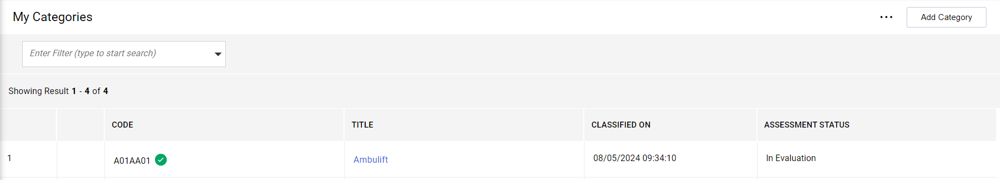 My Categories
Add Category
Enter Filter (type to start search)
Showing Result 1 - 4 of 4
CODE TITLE CLASSIFIED ON ASSESSMENT STATUS
1 A01AA01 Ambulift 08/05/2024 09:34:10 In Evaluation